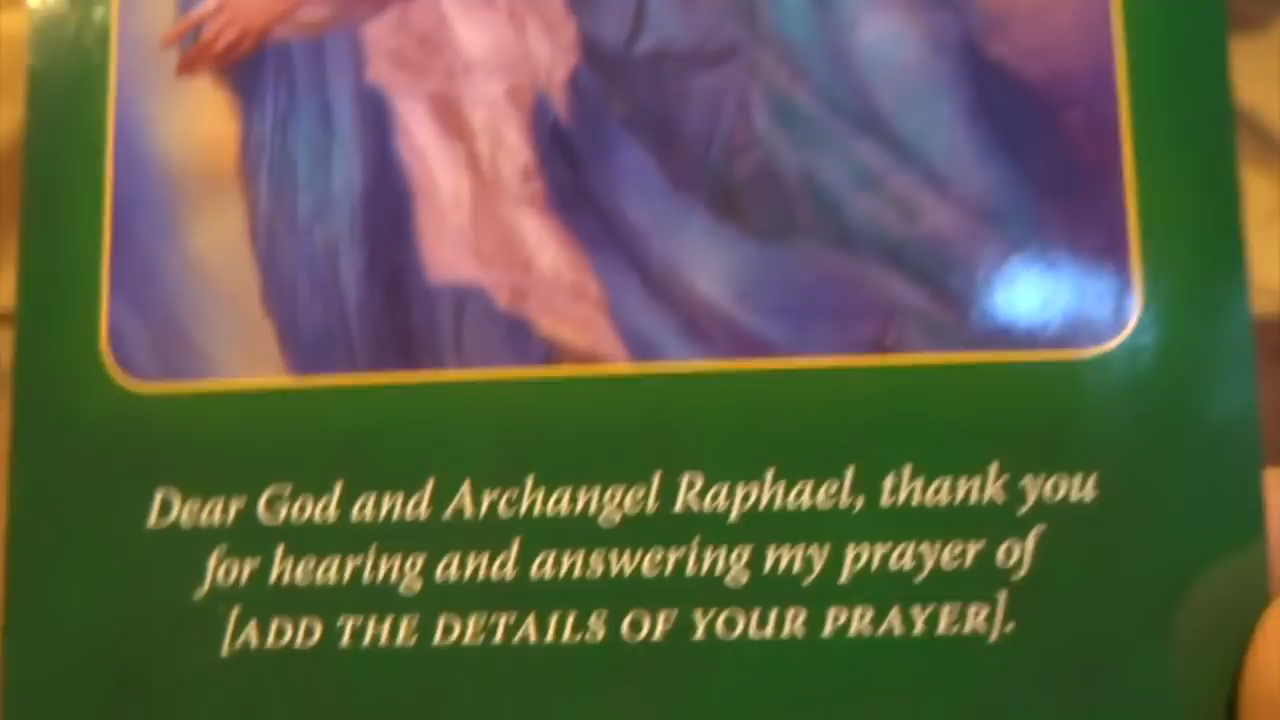 Dear God and Archangel Raphael, thank you
for hearing and answering my prayer of
[ADD THE DETAILS OF YOUR PRAYER].